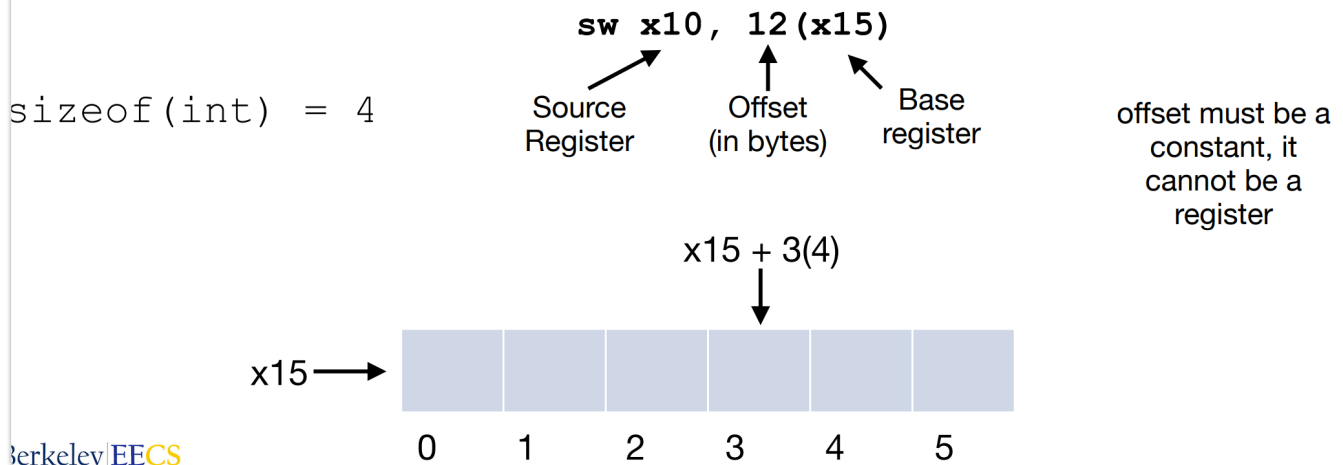 sw x10, 12(x15)
sizeof(int) = 4
Source
Register
Offset
(in bytes)
Base
register
offset must be a
constant, it
cannot be a
register
x15 + 3(4)
x15
0 1 2 3 4 5
Berkeley EECS